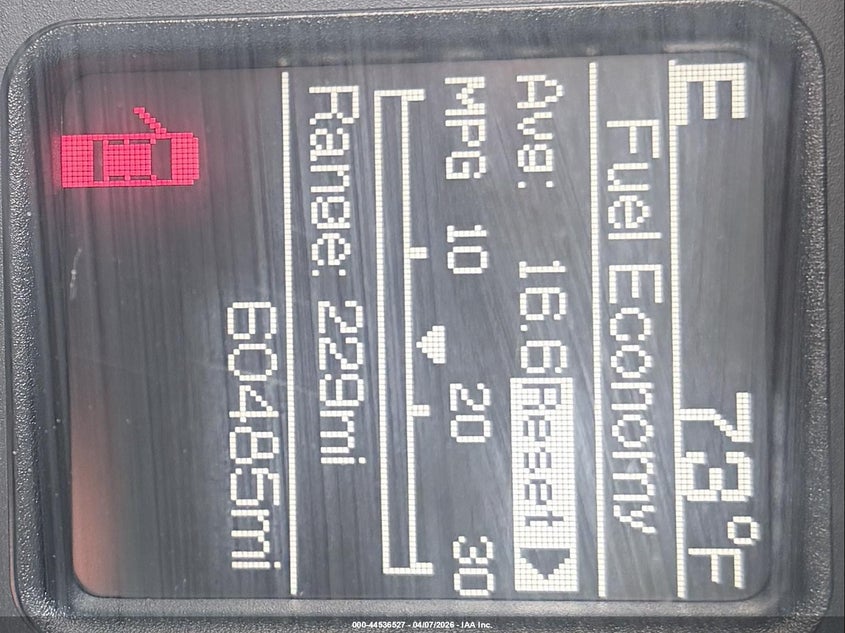 E 73°F
Fuel Economy
Avg: 16.6 Reset
MPG 10 20 30
Range: 229mi
60485mi
000-44536527 - 04/07/2026 - IAA Inc.